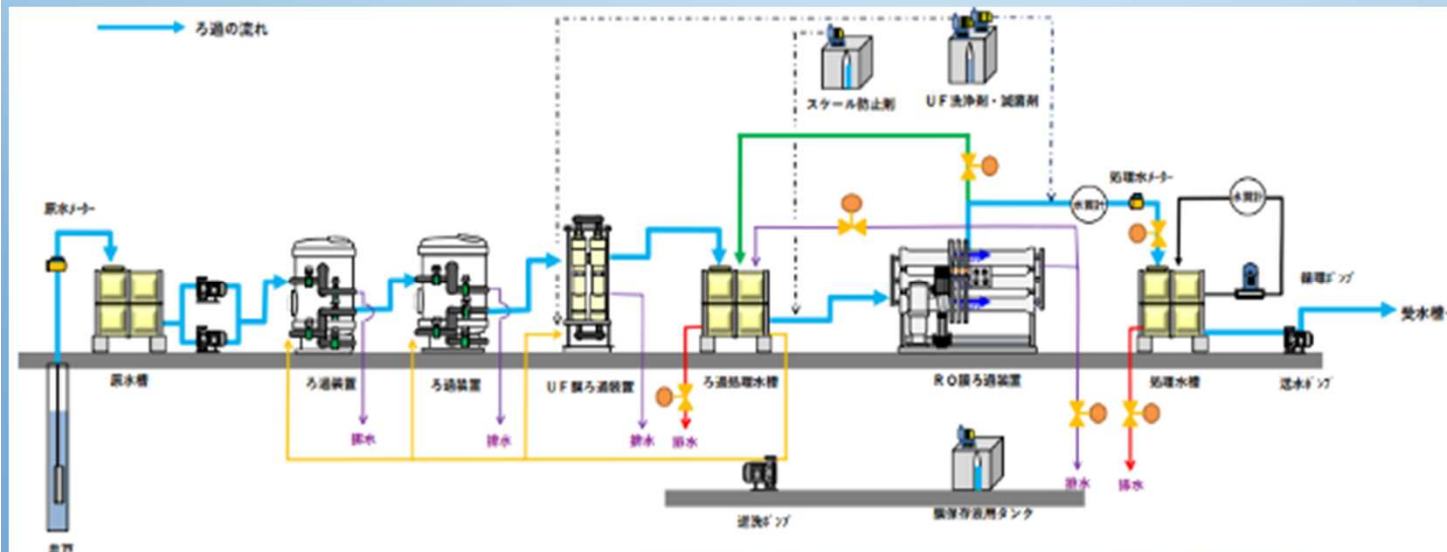 ろ過の流れ
スケール防止剤
UF洗浄剤・滅菌剤
原水メーター
処理水メーター
水質計
水質計
循環ポンプ
受水槽へ
原水槽
ろ過装置
ろ過装置
UF膜ろ過装置
ろ過処理水槽
RO膜ろ過装置
処理水槽
送水ポンプ
排水
排水
排水
排水
排水
排水
逆洗ポンプ
膜保存液用タンク